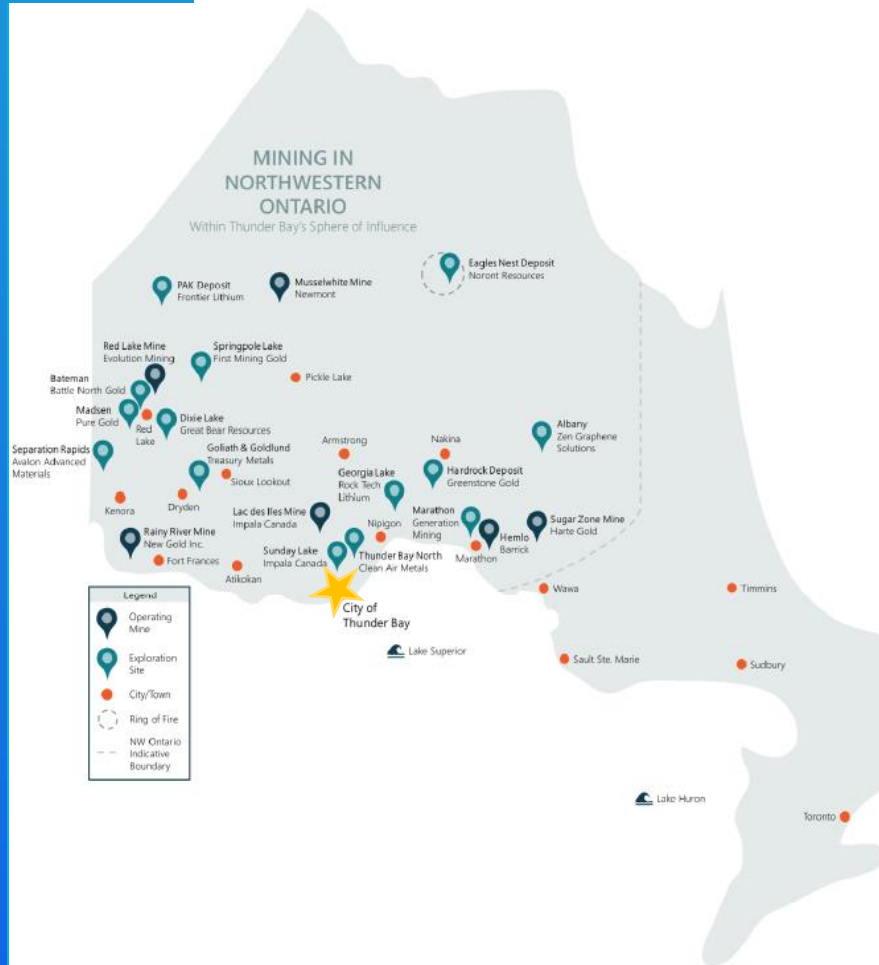 MINING IN
NORTHWESTERN
ONTARIO
Within Thunder Bay's Sphere of Influence
Eagles Nest Deposit
Noront Resources
PAK Deposit
Frontier Lithium
Musselwhite Mine
Newmont
Red Lake Mine
Evolution Mining
Springpole Lake
First Mining Gold
Pickle Lake
Bateman
Battle North Gold
Madsen
Pure Gold
Red
Lake
Dixie Lake
Great Bear Resources
Albany
Zen Graphene
Solutions
Separation Rapids
Avalon Advanced
Materials
Goliath & Goldlund
Treasury Metals
Sioux Lookout
Armstrong
Nakina
Georgia Lake
Rock Tech
Lithium
Hardrock Deposit
Greenstone Gold
Kenora
Dryden
Lac des Iles Mine
Impala Canada
Nipigon
Marathon
Generation
Mining
Hemlo
Barrick
Sugar Zone Mine
Harte Gold
Rainy River Mine
New Gold Inc.
Fort Frances
Atikokan
Sunday Lake
Impala Canada
Thunder Bay North
Clean Air Metals
Marathon
City of
Thunder Bay
Wawa
Timmins
Lake Superior
Sault Ste. Marie
Sudbury
Legend
Operating
Mine
Exploration
Site
City/Town
Ring of Fire
NW Ontario
Indicative
Boundary
Lake Huron
Toronto